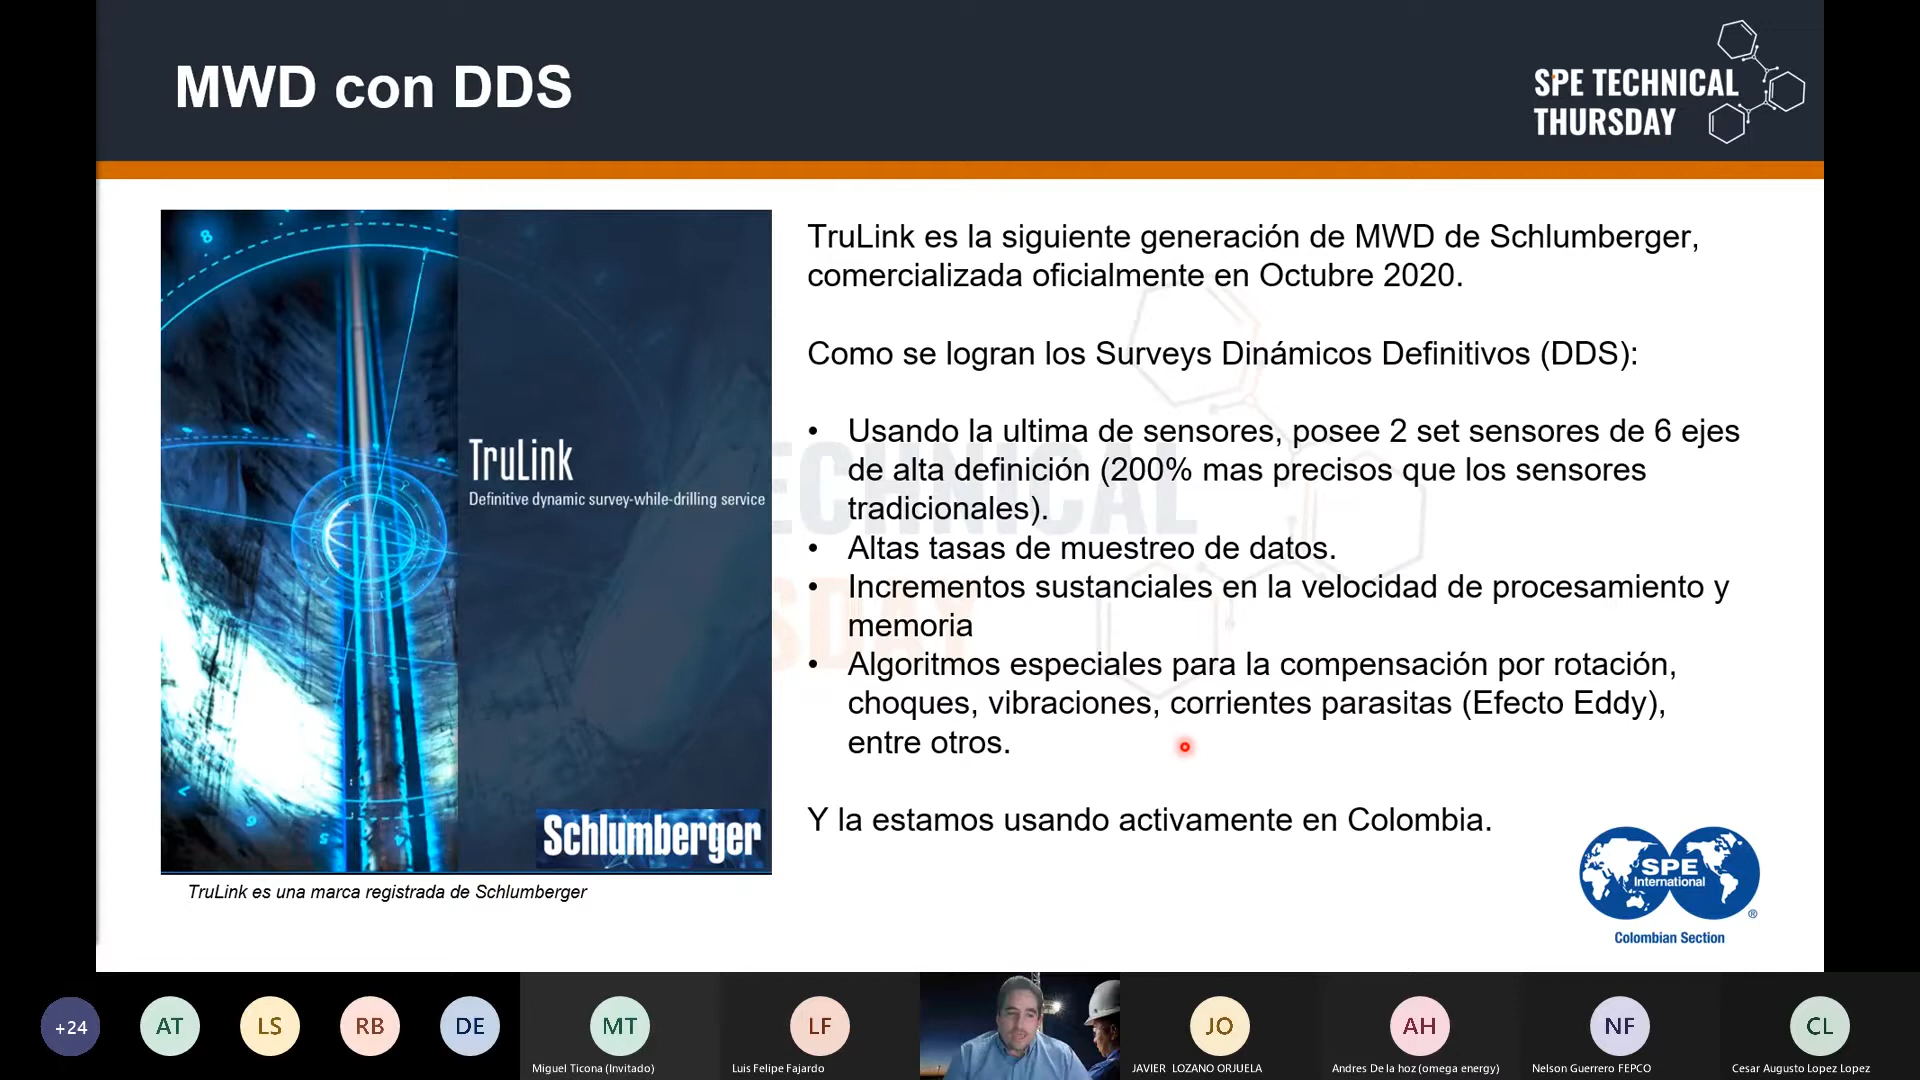 MWD con DDS
SPE TECHNICAL
THURSDAY
TruLink
Definitive dynamic survey-while-drilling service
Schlumberger
TruLink es una marca registrada de Schlumberger
TruLink es la siguiente generación de MWD de Schlumberger,
comercializada oficialmente en Octubre 2020.
Como se logran los Surveys Dinámicos Definitivos (DDS):
• Usando la ultima de sensores, posee 2 set sensores de 6 ejes
de alta definición (200% mas precisos que los sensores
tradicionales).
• Altas tasas de muestreo de datos.
• Incrementos sustanciales en la velocidad de procesamiento y
memoria
• Algoritmos especiales para la compensación por rotación,
choques, vibraciones, corrientes parasitas (Efecto Eddy),
entre otros.
Y la estamos usando activamente en Colombia.
SPE
International
®
Colombian Section
+24
AT
LS
RB
DE
MT
Miguel Ticona (Invitado)
LF
Luis Felipe Fajardo
JO
JAVIER LOZANO ORJUELA
AH
Andres De la hoz (omega energy)
NF
Nelson Guerrero FEPCO
CL
Cesar Augusto Lopez Lopez